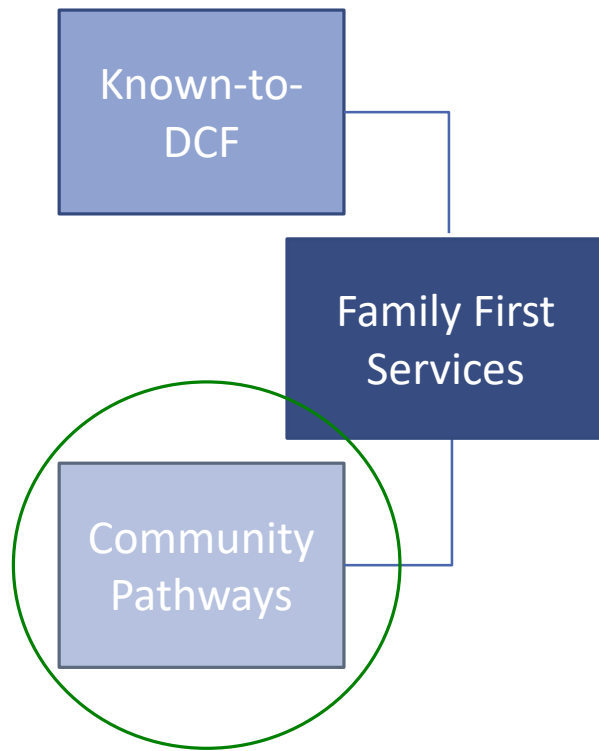 Known-to-
DCF
Family First
Services
Community
Pathways